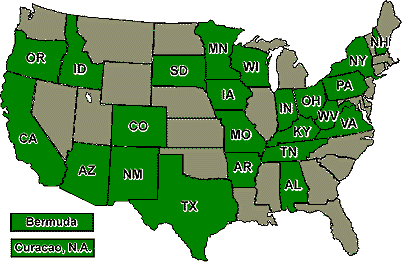 NH
OR
MN
NY
ID
SD
WI
IA
PA
IN
OH
CO
MO
WV
VA
KY
CA
TN
AZ
NM
AR
AL
TX
Bermuda
Curacao, N.A.